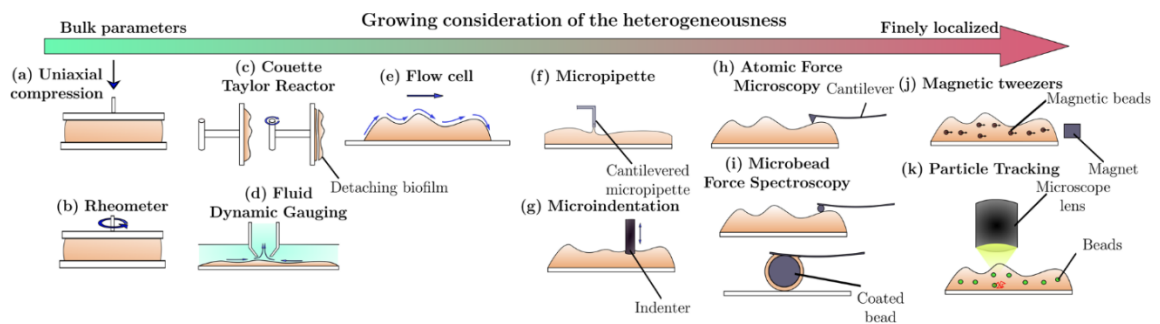 Growing consideration of the heterogeneousness
Bulk parameters
Finely localized
(a) Uniaxial
compression
(b) Rheometer
(c) Couette
Taylor Reactor
Detaching biofilm
(d) Fluid
Dynamic Gauging
(e) Flow cell
(f) Micropipette
Cantilevered
micropipette
(g) Microindentation
Indenter
(h) Atomic Force
Microscopy
Cantilever
(i) Microbead
Force Spectroscopy
Coated
bead
(j) Magnetic tweezers
Magnetic beads
Magnet
(k) Particle Tracking
Microscope
lens
Beads